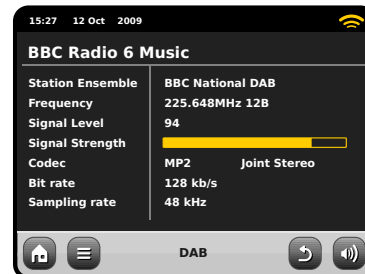 15:27 12 Oct 2009
BBC Radio 6 Music
Station Ensemble BBC National DAB
Frequency 225.648MHz 12B
Signal Level 94
Signal Strength
Codec MP2 Joint Stereo
Bit rate 128 kb/s
Sampling rate 48 kHz
DAB